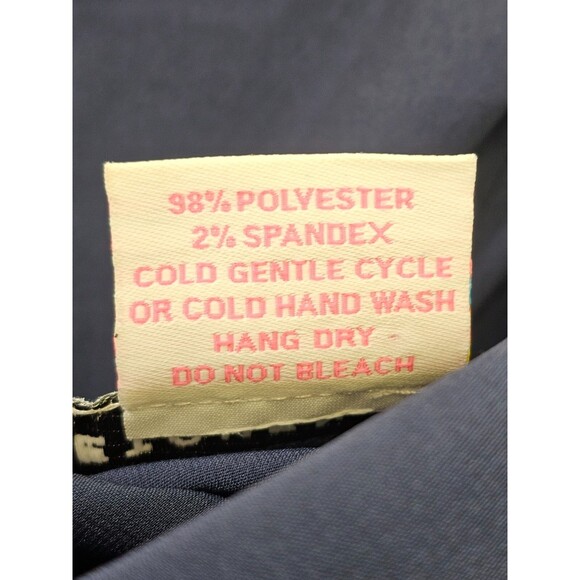 98% POLYESTER
2% SPANDEX
COLD GENTLE CYCLE
OR COLD HAND WASH
HANG DRY -
DO NOT BLEACH